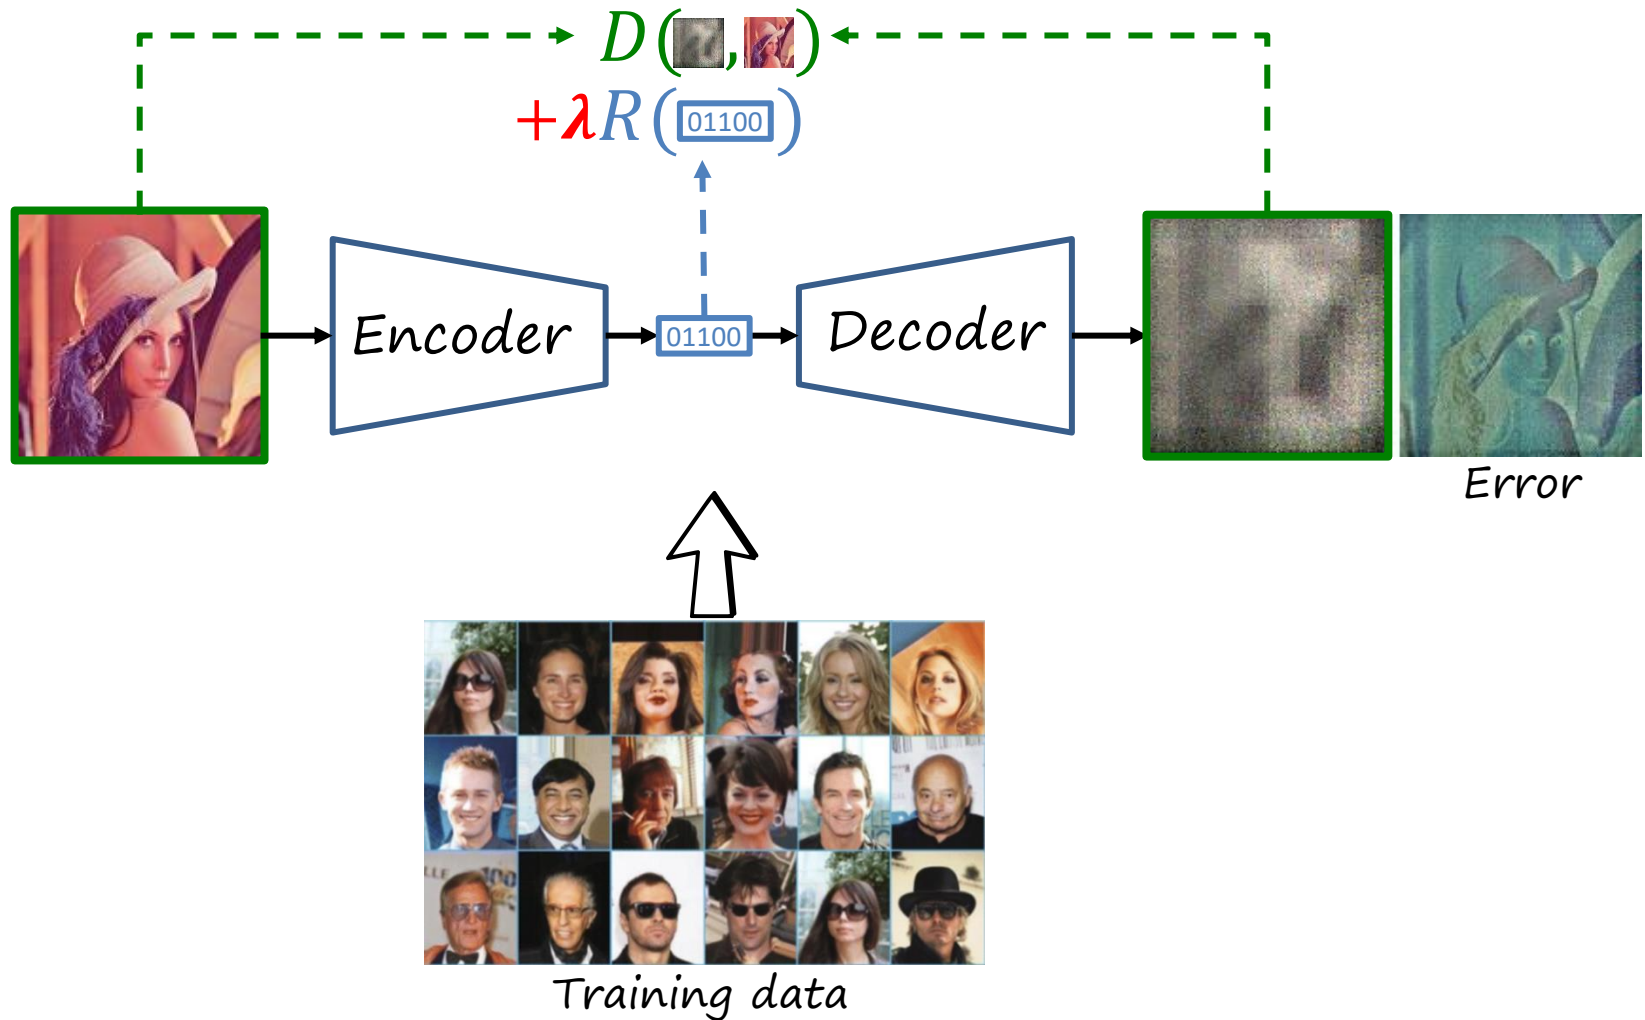 D( , )
+λR(01100)
Encoder
01100
Decoder
Error
Training data